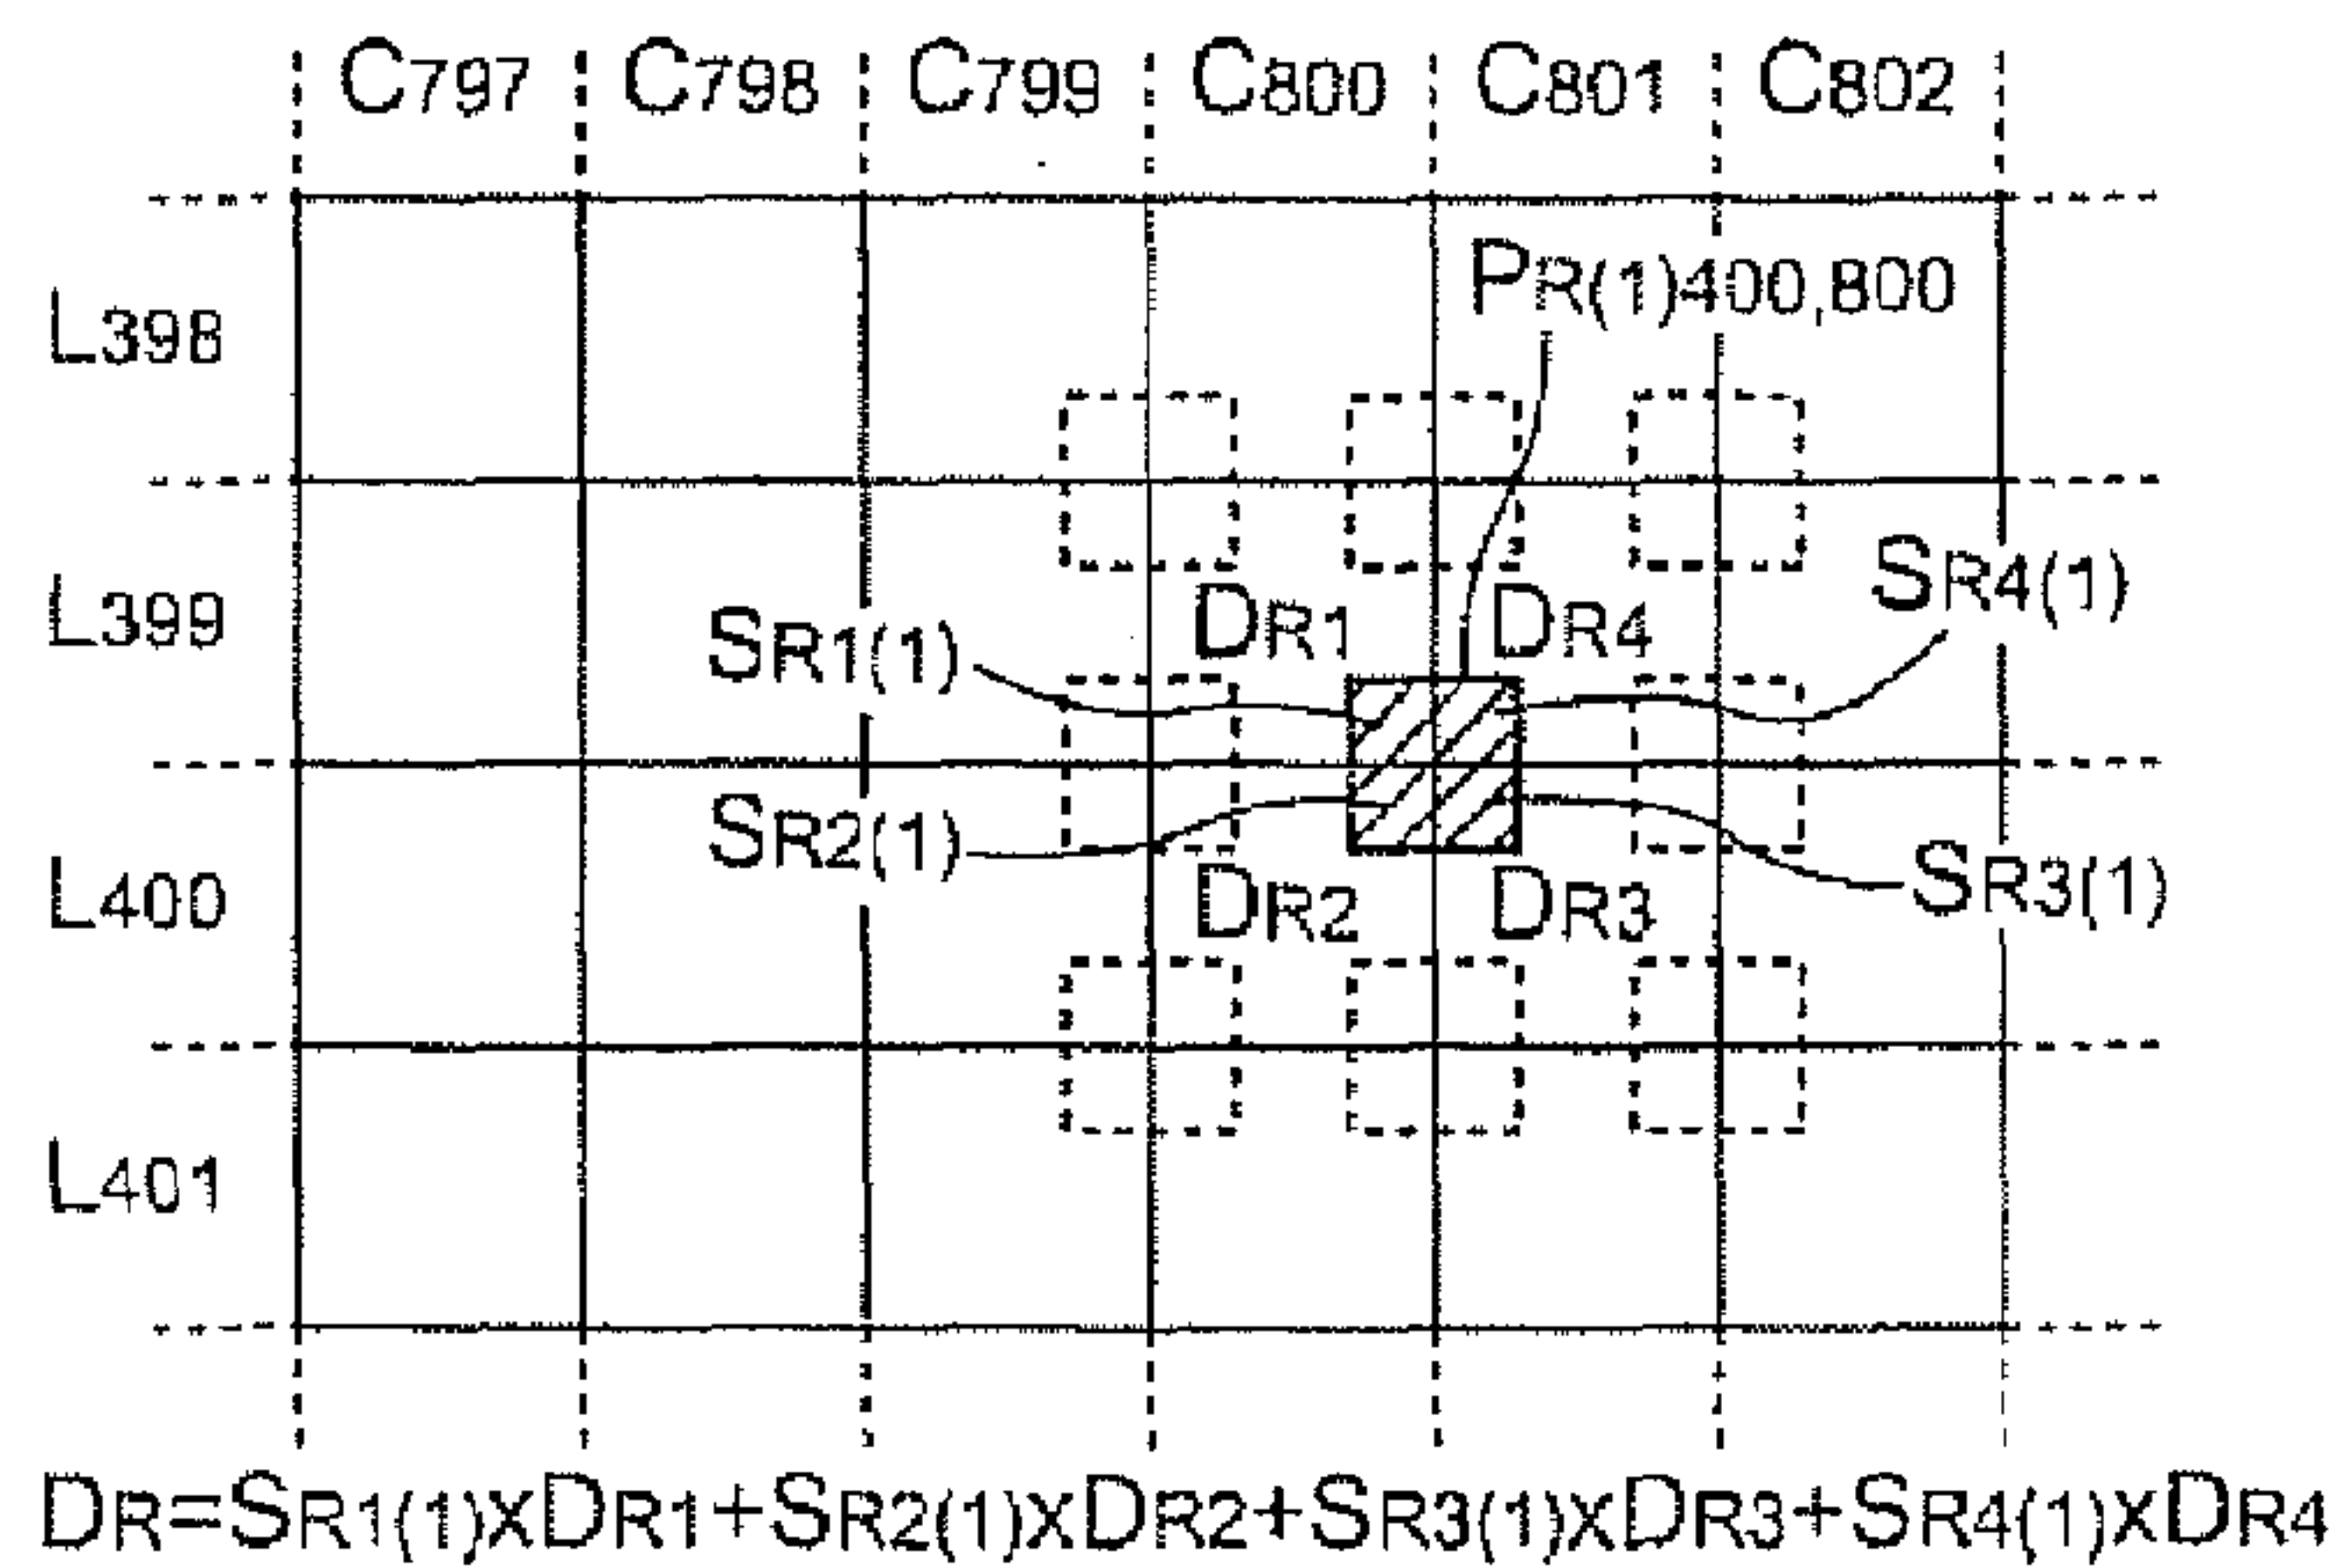 C797 C798 C799 C800 C801 C802
PR(1)400,800
L398
SR4(1)
L399
DR1 DR4
SR1(1)
SR2(1)
L400
DR2 DR3
SR3(1)
L401
DR=SR1(1)xDR1+SR2(1)xDR2+SR3(1)xDR3+SR4(1)xDR4